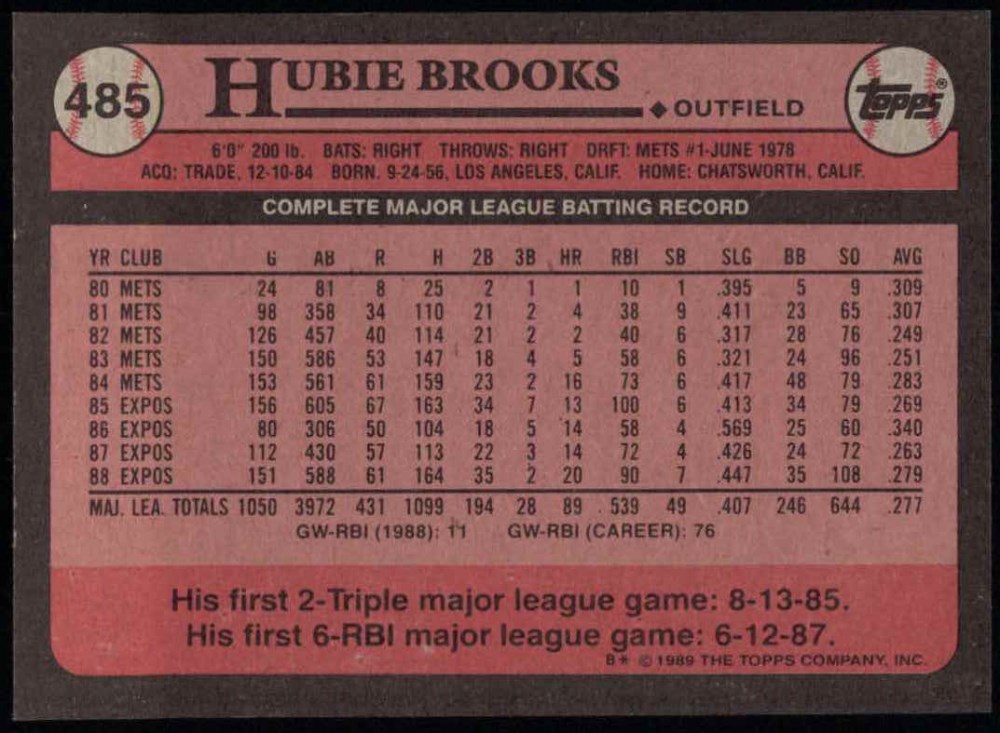 485 HUBIE BROOKS topps®
◆ OUTFIELD
6'0" 200 lb. BATS: RIGHT THROWS: RIGHT DRFT: METS #1-JUNE 1978
ACQ: TRADE, 12-10-84 BORN. 9-24-56, LOS ANGELES, CALIF. HOME: CHATSWORTH, CALIF.
COMPLETE MAJOR LEAGUE BATTING RECORD
YR CLUB G AB R H 2B 3B HR RBI SB SLG BB SO AVG
80 METS 24 81 8 25 2 1 1 10 1 .395 5 9 .309
81 METS 98 358 34 110 21 2 4 38 9 .411 23 65 .307
82 METS 126 457 40 114 21 2 2 40 6 .317 28 76 .249
83 METS 150 586 53 147 18 4 5 58 6 .321 24 96 .251
84 METS 153 561 61 159 23 2 16 73 6 .417 48 79 .283
85 EXPOS 156 605 67 163 34 7 13 100 6 .413 34 79 .269
86 EXPOS 80 306 50 104 18 5 14 58 4 .569 25 60 .340
87 EXPOS 112 430 57 113 22 3 14 72 4 .426 24 72 .263
88 EXPOS 151 588 61 164 35 2 20 90 7 .447 35 108 .279
MAJ. LEA. TOTALS 1050 3972 431 1099 194 28 89 539 49 .407 246 644 .277
GW-RBI (1988): 11 GW-RBI (CAREER): 76
His first 2-Triple major league game: 8-13-85.
His first 6-RBI major league game: 6-12-87.
B* © 1989 THE TOPPS COMPANY, INC.